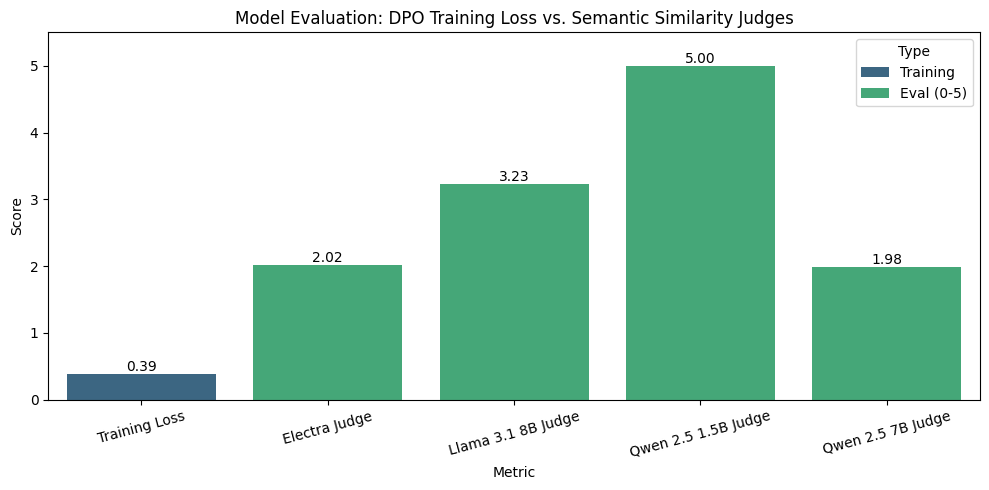 Model Evaluation: DPO Training Loss vs. Semantic Similarity Judges
Type
Training
Eval (0-5)
Score
5
4
3
2
1
0
0.39
2.02
3.23
5.00
1.98
Training Loss
Electra Judge
Llama 3.1 8B Judge
Qwen 2.5 1.5B Judge
Qwen 2.5 7B Judge
Metric